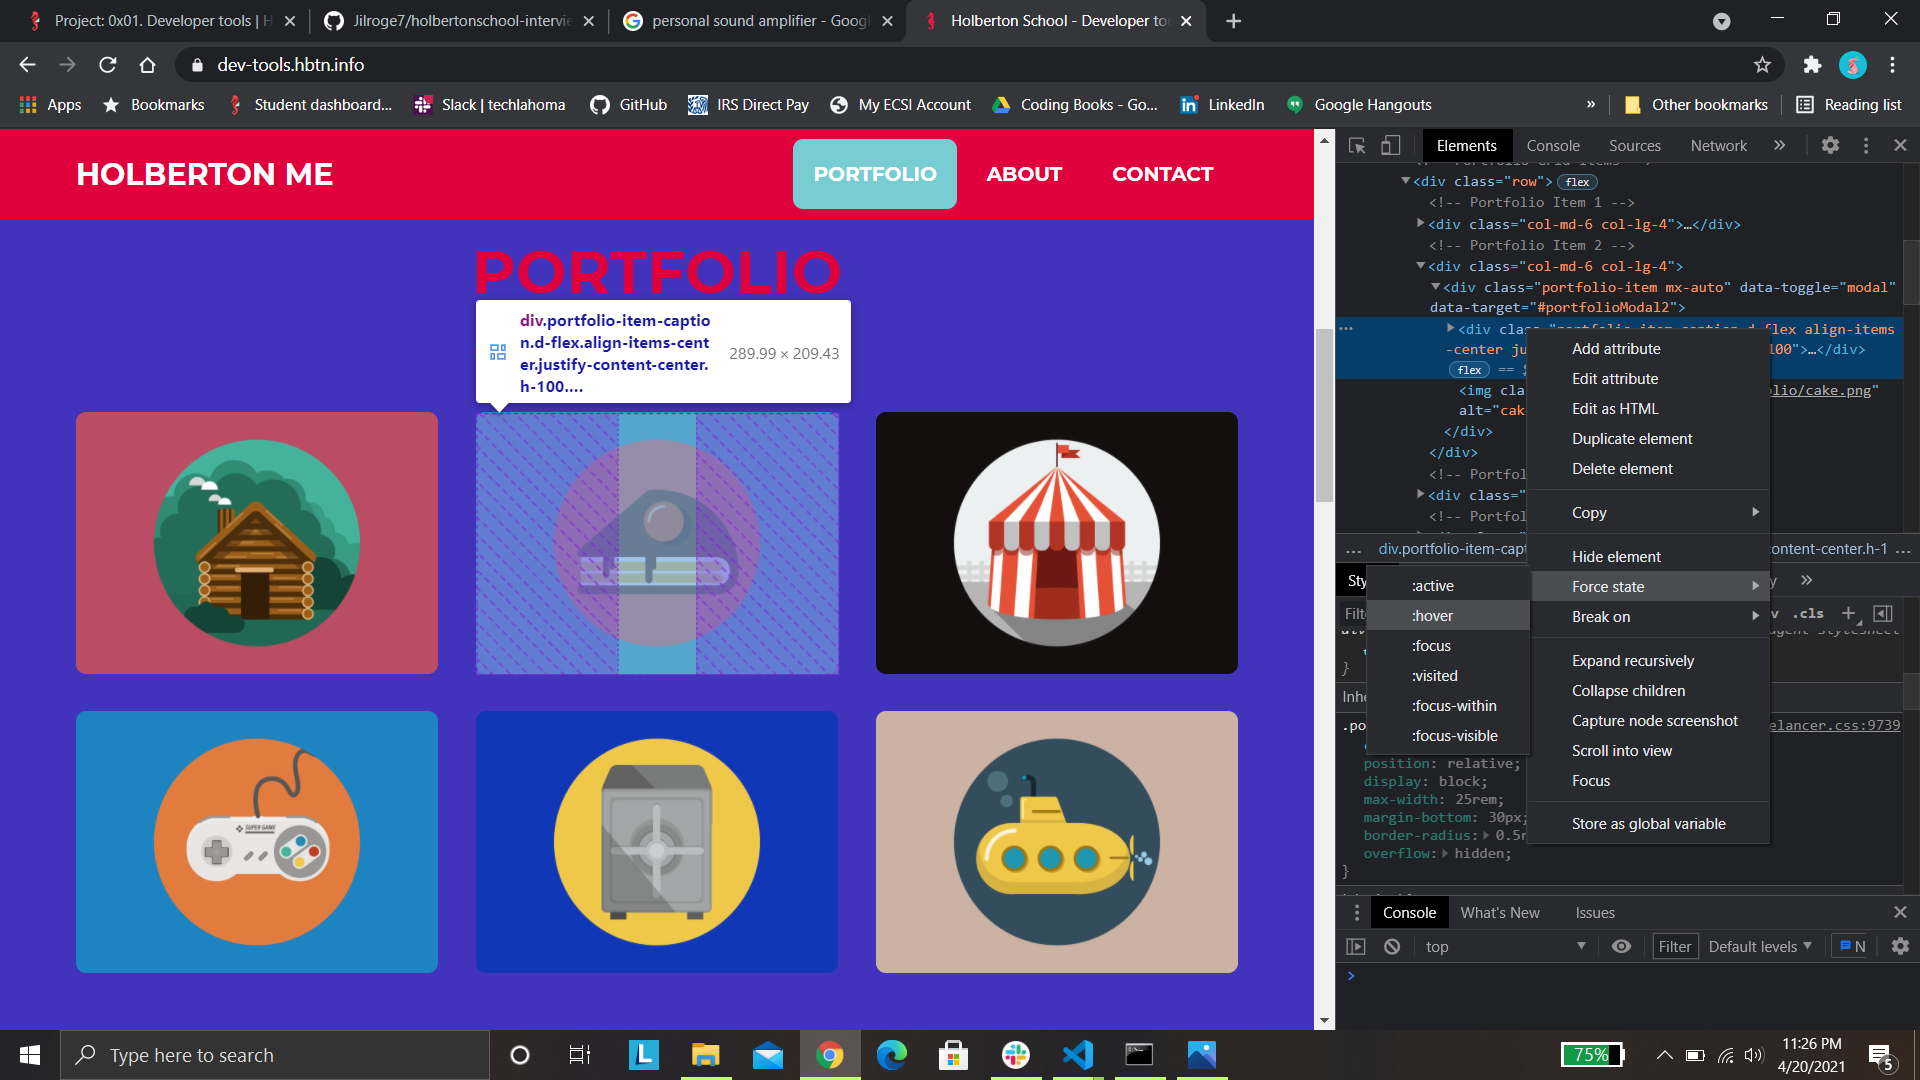 Project: 0x01. Developer tools | H
Jilroge7/holbertonschool-intervie
personal sound amplifier - Googl
Holberton School - Developer too
dev-tools.hbtn.info
Apps
Bookmarks
Student dashboard...
Slack | techlahoma
GitHub
IRS Direct Pay
My ECSI Account
Coding Books - Go...
LinkedIn
Google Hangouts
»
Other bookmarks
Reading list
HOLBERTON ME
PORTFOLIO
ABOUT
CONTACT
PORTFOLIO
div.portfolio-item-captio
n.d-flex.align-items-cent
er.justify-content-center.
h-100....
289.99 × 209.43
SUPER GAME
Elements
Console
Sources
Network
»
<div class="row"> flex
<!-- Portfolio Item 1 -->
<div class="col-md-6 col-lg-4">…</div>
<!-- Portfolio Item 2 -->
<div class="col-md-6 col-lg-4">
<div class="portfolio-item mx-auto" data-toggle="modal"
data-target="#portfolioModal2">
<div class="portfolio-item-caption d-flex align-items
-center ju 100">…</div>
flex ==
<img cla lio/cake.png"
alt="cak
</div>
</div>
<!-- Portfol
<div class="
<!-- Portfol
... div.portfolio-item-capt ontent-center.h-1 ...
Sty y »
Filt v .cls +
}
Inhe
.po elancer.css:9739
position: relative;
display: block;
max-width: 25rem;
margin-bottom: 30px;
border-radius: 0.5r
overflow: hidden;
}
Add attribute
Edit attribute
Edit as HTML
Duplicate element
Delete element
Copy
Hide element
Force state
Break on
Expand recursively
Collapse children
Capture node screenshot
Scroll into view
Focus
Store as global variable
:active
:hover
:focus
:visited
:focus-within
:focus-visible
Console
What's New
Issues
top
Filter
Default levels
N
>
Type here to search
L
75%
11:26 PM
4/20/2021
5